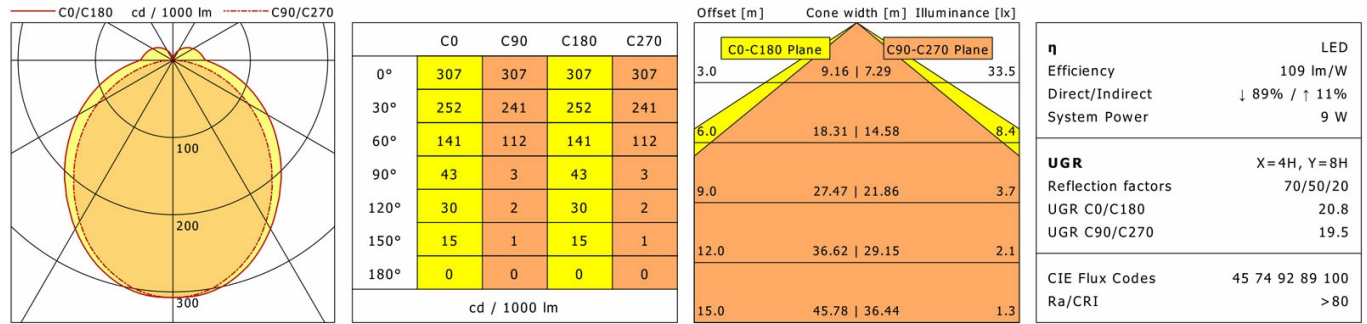 C0/C180 cd / 1000 lm C90/C270
100
200
300
C0 C90 C180 C270
0° 307 307 307 307
30° 252 241 252 241
60° 141 112 141 112
90° 43 3 43 3
120° 30 2 30 2
150° 15 1 15 1
180° 0 0 0 0
cd / 1000 lm
Offset [m] Cone width [m] Illuminance [lx]
C0-C180 Plane C90-C270 Plane
3.0 9.16 | 7.29 33.5
6.0 18.31 | 14.58 8.4
9.0 27.47 | 21.86 3.7
12.0 36.62 | 29.15 2.1
15.0 45.78 | 36.44 1.3
η LED
Efficiency 109 lm/W
Direct/Indirect ↓ 89% / ↑ 11%
System Power 9 W
UGR X=4H, Y=8H
Reflection factors 70/50/20
UGR C0/C180 20.8
UGR C90/C270 19.5
CIE Flux Codes 45 74 92 89 100
Ra/CRI >80